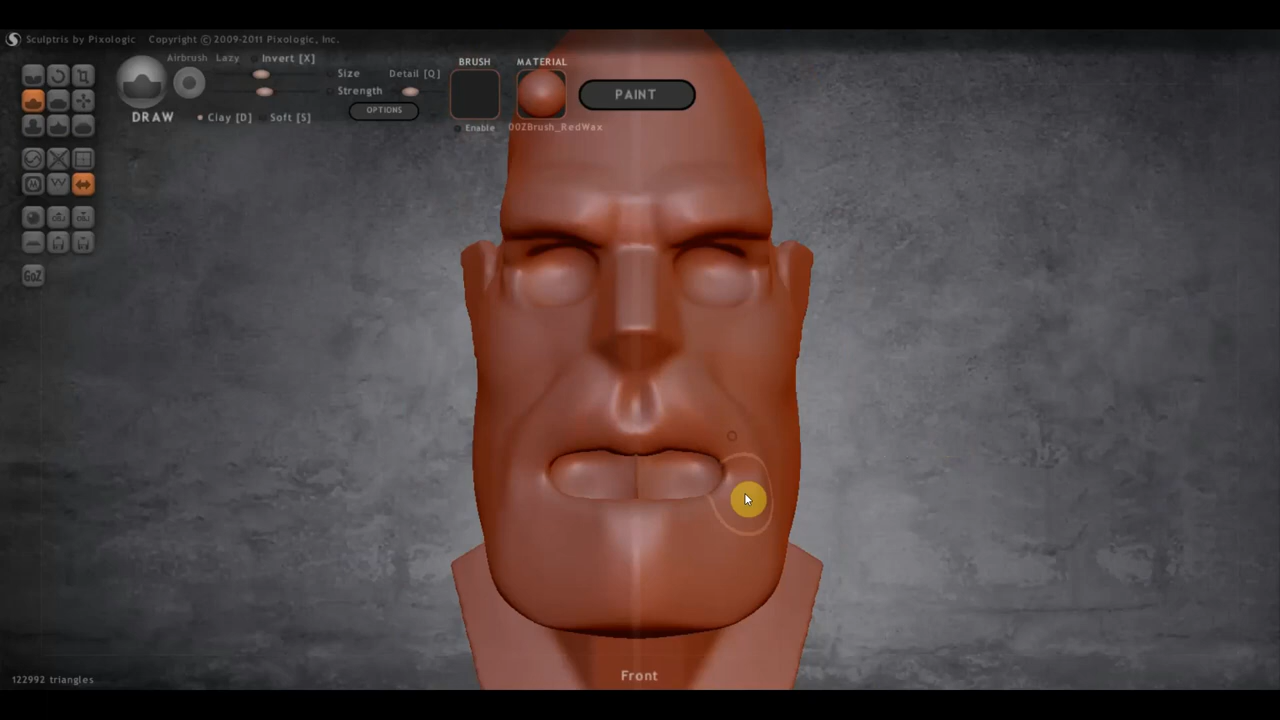 Sculptris by Pixologic Copyright © 2009-2011 Pixologic, Inc.
Airbrush Lazy Invert [X]
Size Detail [Q]
Strength
OPTIONS
DRAW Clay [D] Soft [S]
BRUSH
Enable
MATERIAL
00ZBrush_RedWax
PAINT
GoZ
122992 triangles
Front